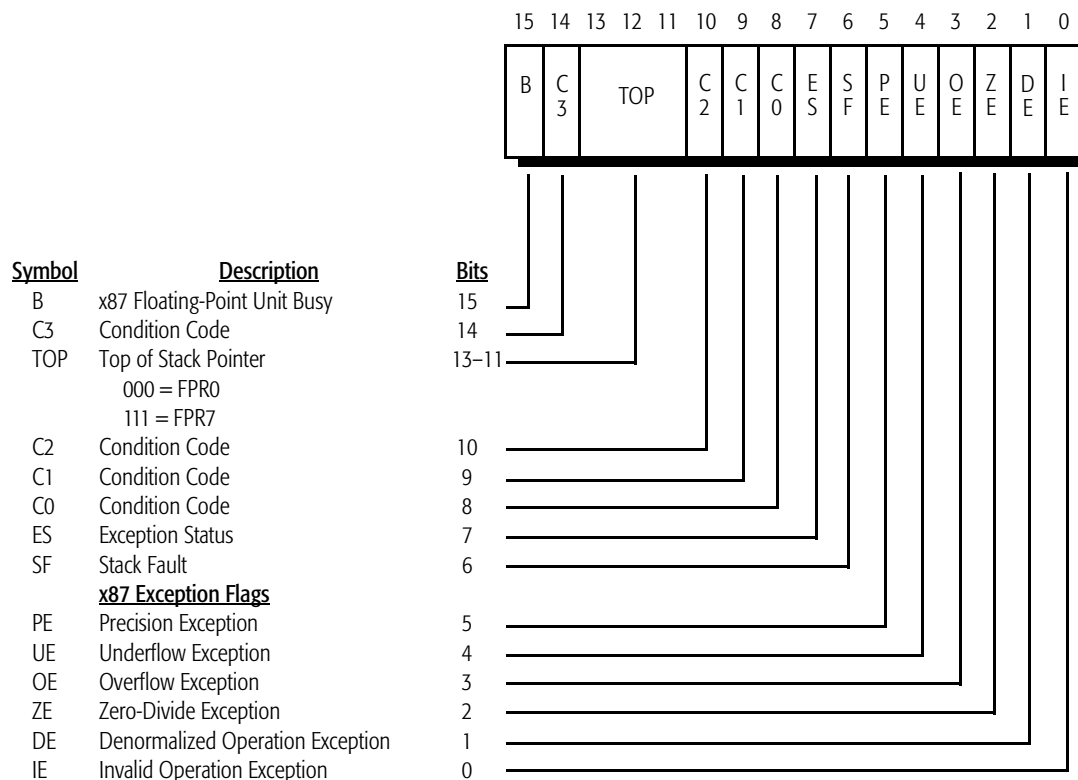 15 14 13 12 11 10 9 8 7 6 5 4 3 2 1 0
B C3 TOP C2 C1 C0 ES SF PE UE OE ZE DE IE
Symbol Description Bits
B x87 Floating-Point Unit Busy 15
C3 Condition Code 14
TOP Top of Stack Pointer 13–11
000 = FPR0
111 = FPR7
C2 Condition Code 10
C1 Condition Code 9
C0 Condition Code 8
ES Exception Status 7
SF Stack Fault 6
x87 Exception Flags
PE Precision Exception 5
UE Underflow Exception 4
OE Overflow Exception 3
ZE Zero-Divide Exception 2
DE Denormalized Operation Exception 1
IE Invalid Operation Exception 0